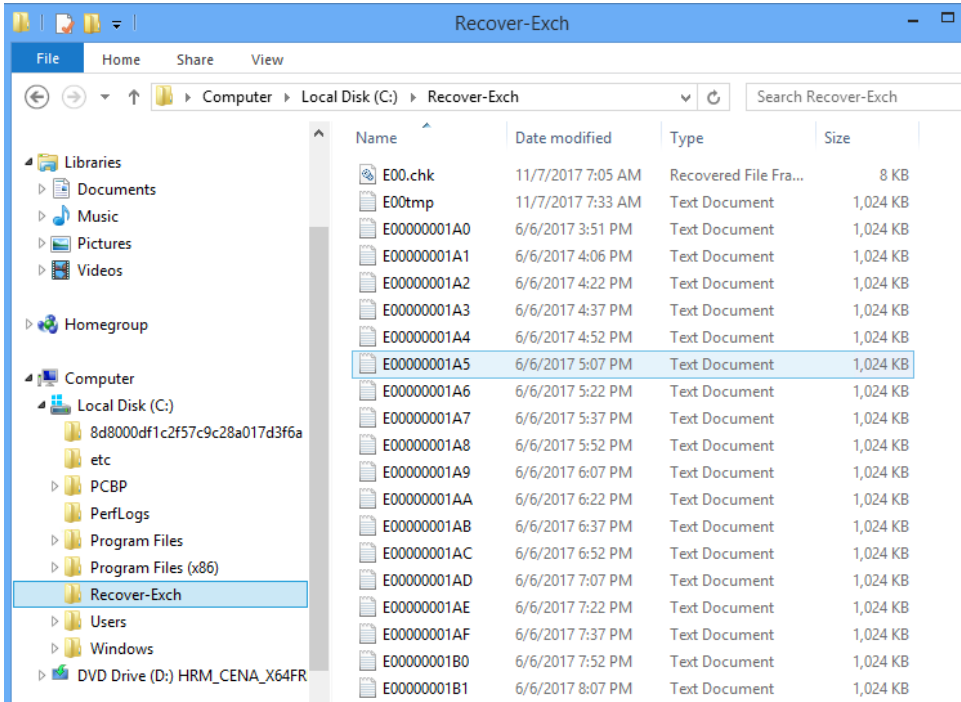 Recover-Exch
File Home Share View
Computer Local Disk (C:) Recover-Exch Search Recover-Exch
Libraries
Documents
Music
Pictures
Videos
Homegroup
Computer
Local Disk (C:)
8d8000df1c2f57c9c28a017d3f6a
etc
PCBP
PerfLogs
Program Files
Program Files (x86)
Recover-Exch
Users
Windows
DVD Drive (D:) HRM_CENA_X64FR
Name Date modified Type Size
E00.chk 11/7/2017 7:05 AM Recovered File Fra... 8 KB
E00tmp 11/7/2017 7:33 AM Text Document 1,024 KB
E00000001A0 6/6/2017 3:51 PM Text Document 1,024 KB
E00000001A1 6/6/2017 4:06 PM Text Document 1,024 KB
E00000001A2 6/6/2017 4:22 PM Text Document 1,024 KB
E00000001A3 6/6/2017 4:37 PM Text Document 1,024 KB
E00000001A4 6/6/2017 4:52 PM Text Document 1,024 KB
E00000001A5 6/6/2017 5:07 PM Text Document 1,024 KB
E00000001A6 6/6/2017 5:22 PM Text Document 1,024 KB
E00000001A7 6/6/2017 5:37 PM Text Document 1,024 KB
E00000001A8 6/6/2017 5:52 PM Text Document 1,024 KB
E00000001A9 6/6/2017 6:07 PM Text Document 1,024 KB
E00000001AA 6/6/2017 6:22 PM Text Document 1,024 KB
E00000001AB 6/6/2017 6:37 PM Text Document 1,024 KB
E00000001AC 6/6/2017 6:52 PM Text Document 1,024 KB
E00000001AD 6/6/2017 7:07 PM Text Document 1,024 KB
E00000001AE 6/6/2017 7:22 PM Text Document 1,024 KB
E00000001AF 6/6/2017 7:37 PM Text Document 1,024 KB
E00000001B0 6/6/2017 7:52 PM Text Document 1,024 KB
E00000001B1 6/6/2017 8:07 PM Text Document 1,024 KB